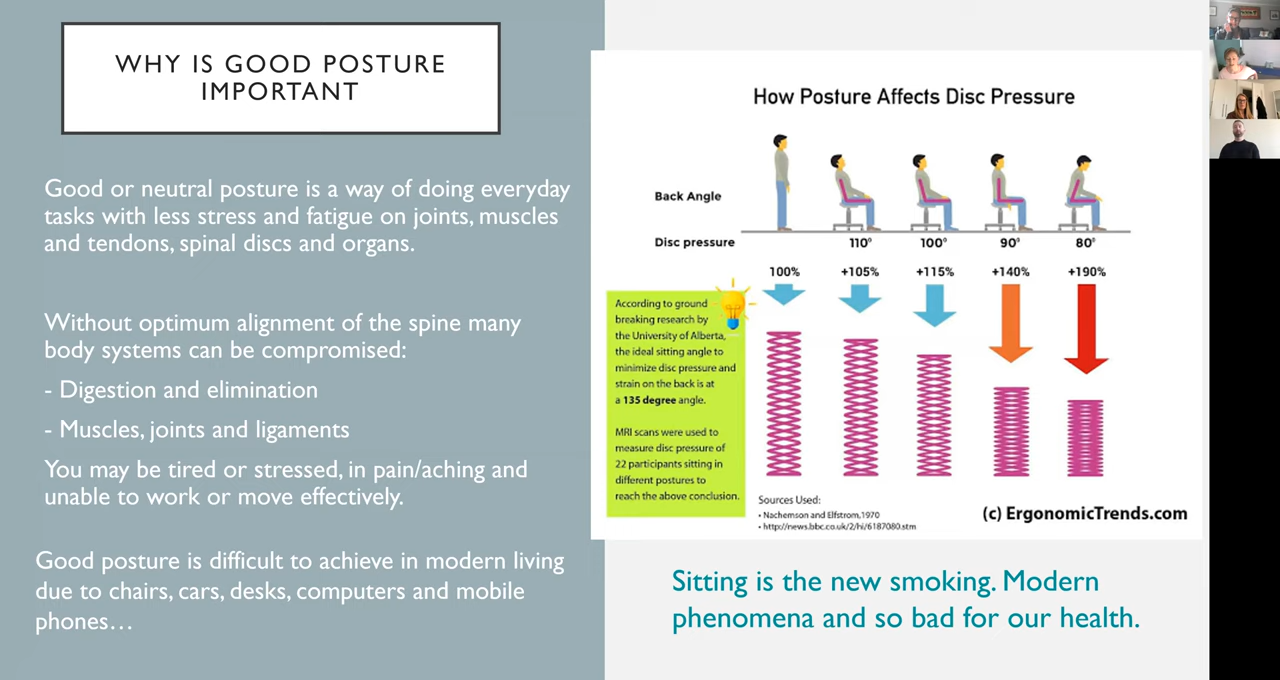 WHY IS GOOD POSTURE
IMPORTANT
Good or neutral posture is a way of doing everyday
tasks with less stress and fatigue on joints, muscles
and tendons, spinal discs and organs.
Without optimum alignment of the spine many
body systems can be compromised:
- Digestion and elimination
- Muscles, joints and ligaments
You may be tired or stressed, in pain/aching and
unable to work or move effectively.
Good posture is difficult to achieve in modern living
due to chairs, cars, desks, computers and mobile
phones…
How Posture Affects Disc Pressure
Back Angle
Disc pressure
110° 100° 90° 80°
100% +105% +115% +140% +190%
According to ground
breaking research by
the University of Alberta,
the ideal sitting angle to
minimize disc pressure and
strain on the back is at
a 135 degree angle.
MRI scans were used to
measure disc pressure of
22 participants sitting in
different postures to
reach the above conclusion.
Sources Used:
• Nachemson and Elfstrom,1970
• http://news.bbc.co.uk/2/hi/6187080.stm
(c) ErgonomicTrends.com
Sitting is the new smoking. Modern
phenomena and so bad for our health.